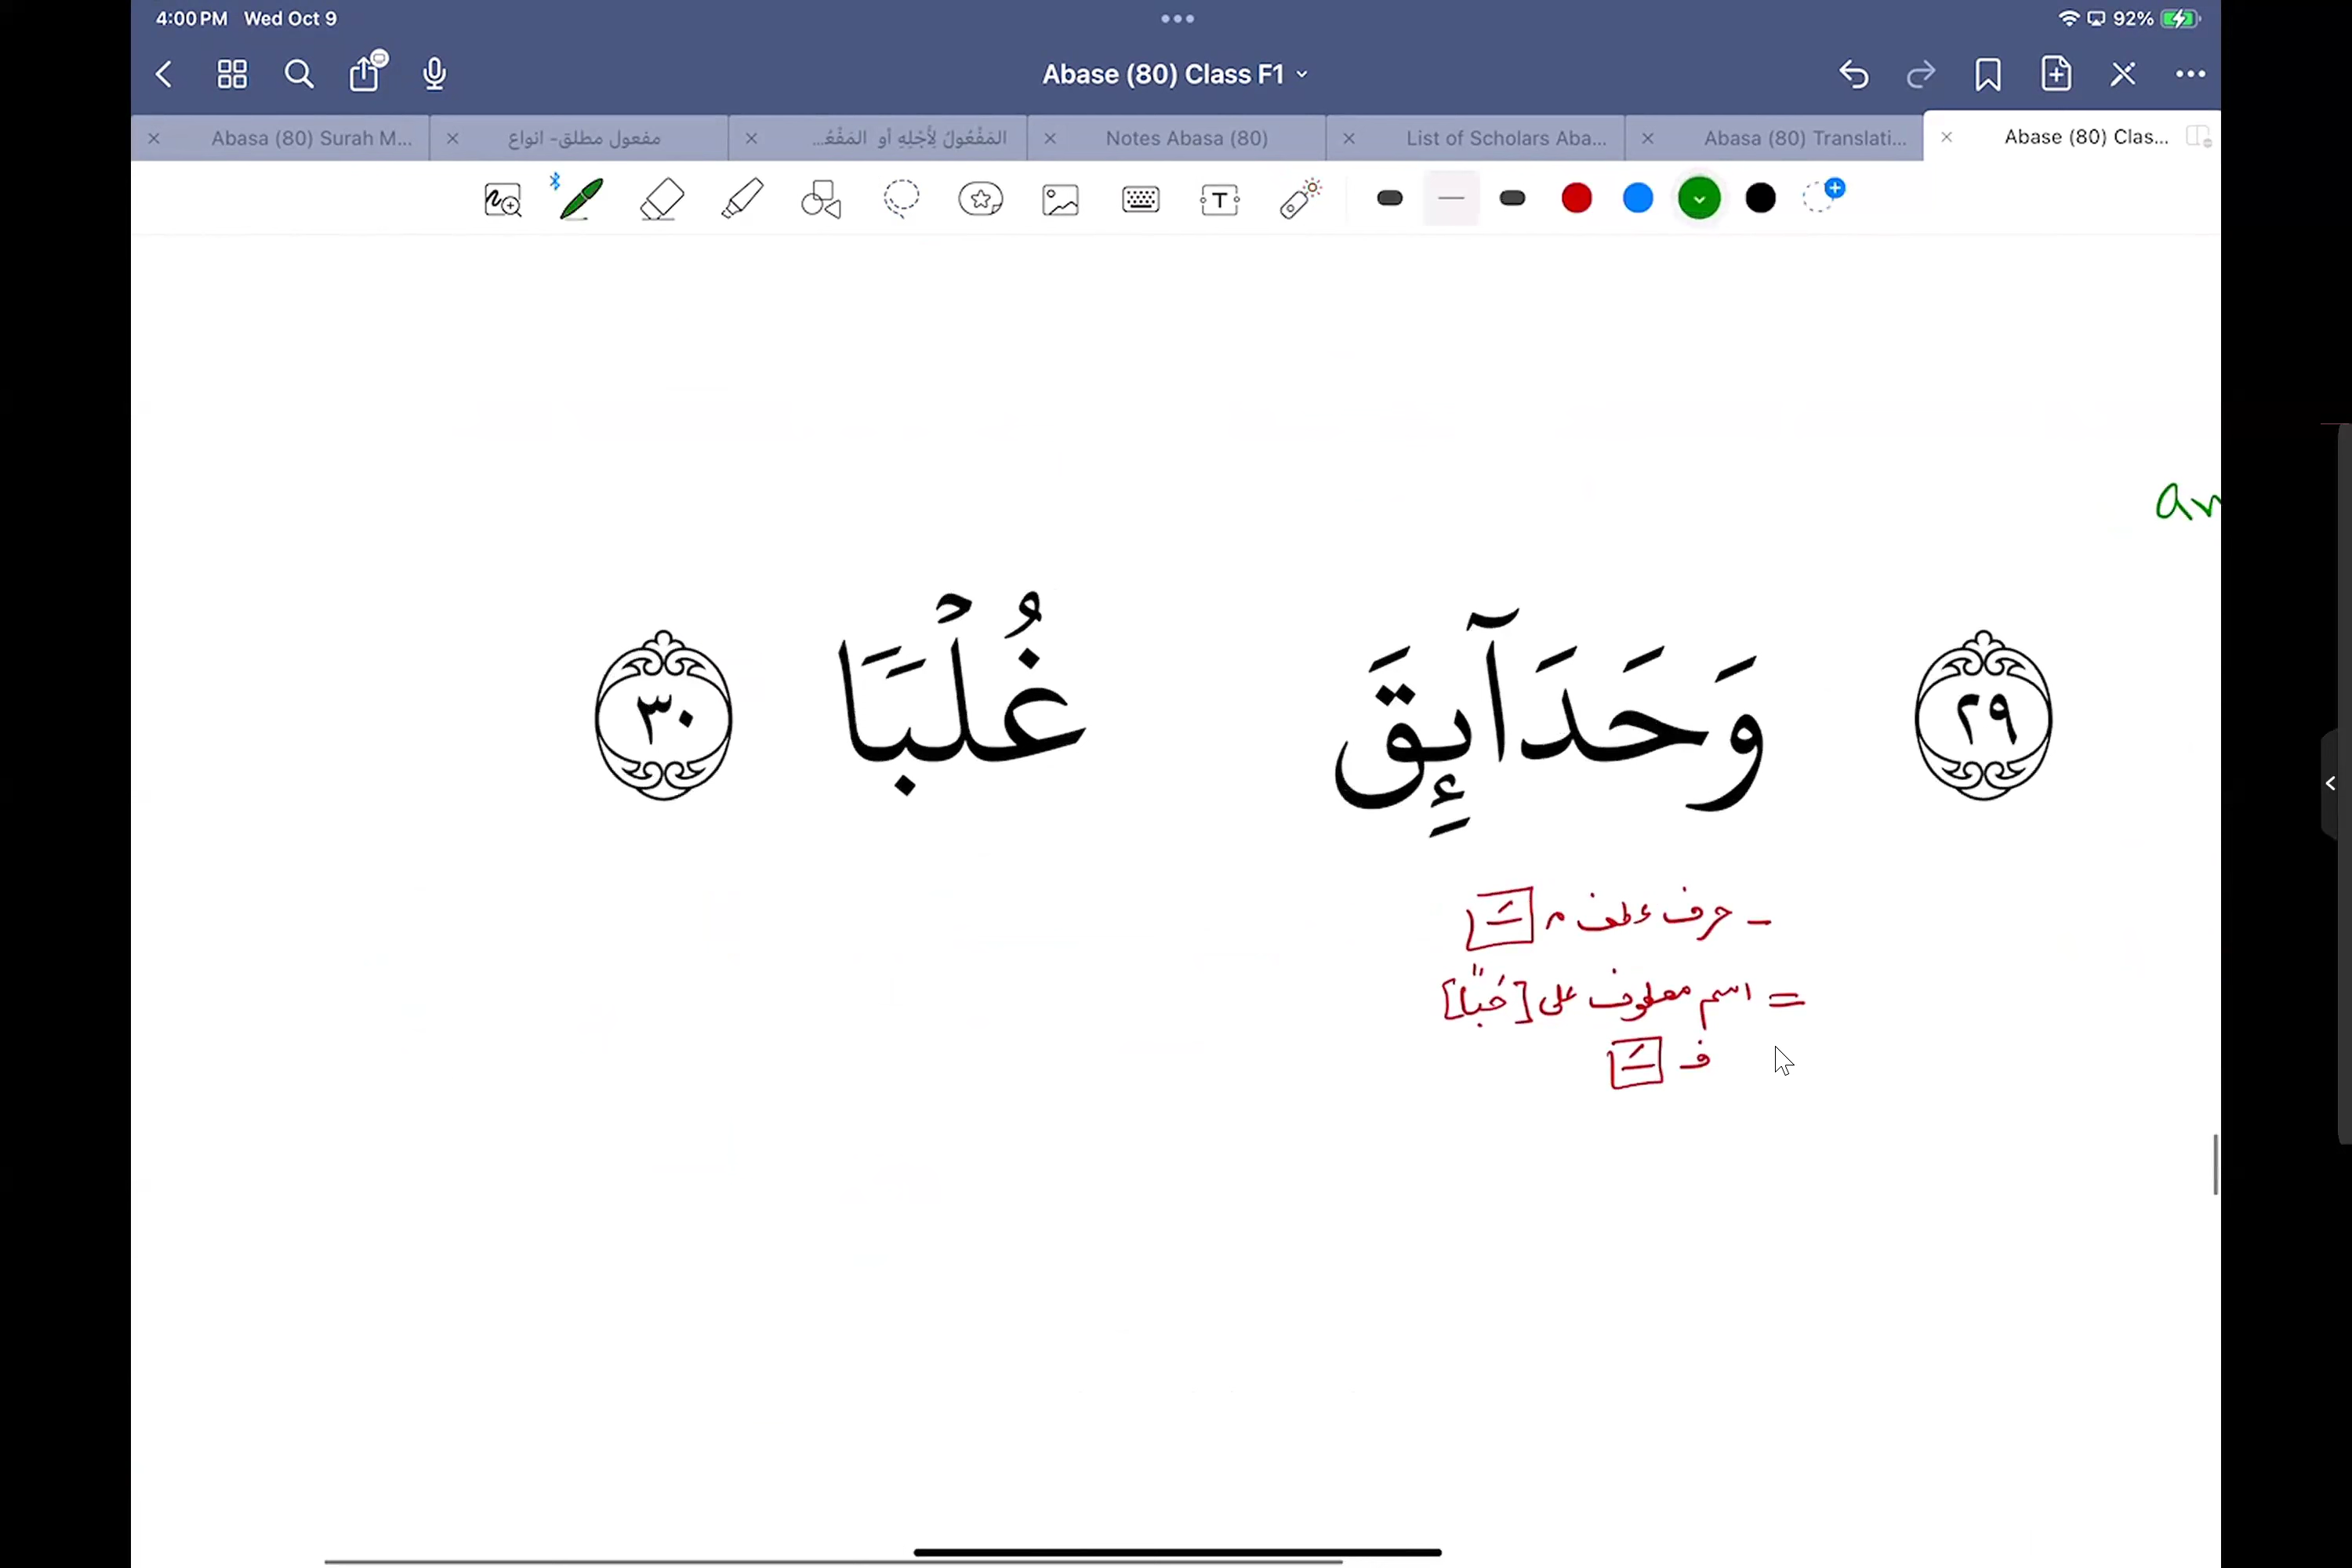 4:00 PM Wed Oct 9
92%
Abase (80) Class F1
Abasa (80) Surah M...
مفعول مطلق- انواع
المَفْعُولُ لِأَجْلِهِ أو المَفْعُ...
Notes Abasa (80)
List of Scholars Aba...
Abasa (80) Translati...
Abase (80) Clas...
an
٢٩ وَحَدَآئِقَ غُلْبًا ٣٠
- حرف عطف م ـَ
= اسم معطوف على [حَبًّا]
ف ـَ